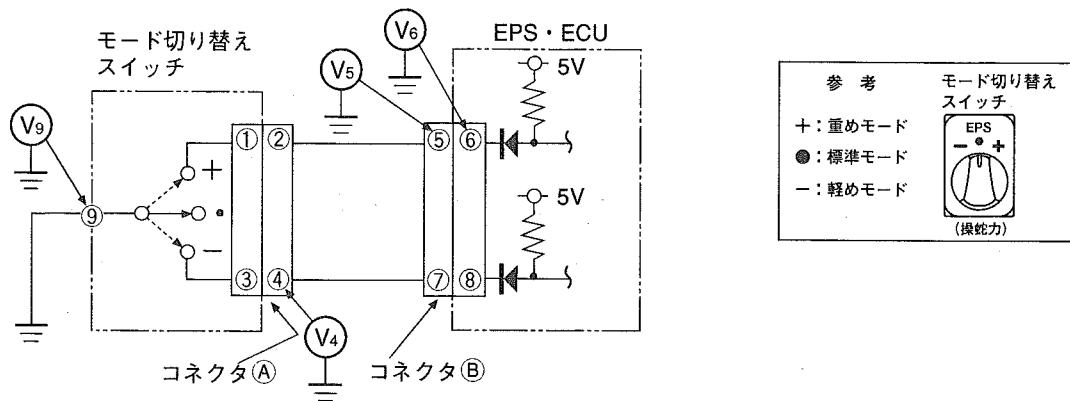 モード切り替え
スイッチ
EPS・ECU
V6
V5
V9
5V
① ② ⑤ ⑥
+
⑨
•
5V
−
③ ④ ⑦ ⑧
V4
コネクタⒶ
コネクタⒷ
参 考
+:重めモード
●:標準モード
−:軽めモード
モード切り替え
スイッチ
EPS
− ● +
(操舵力)